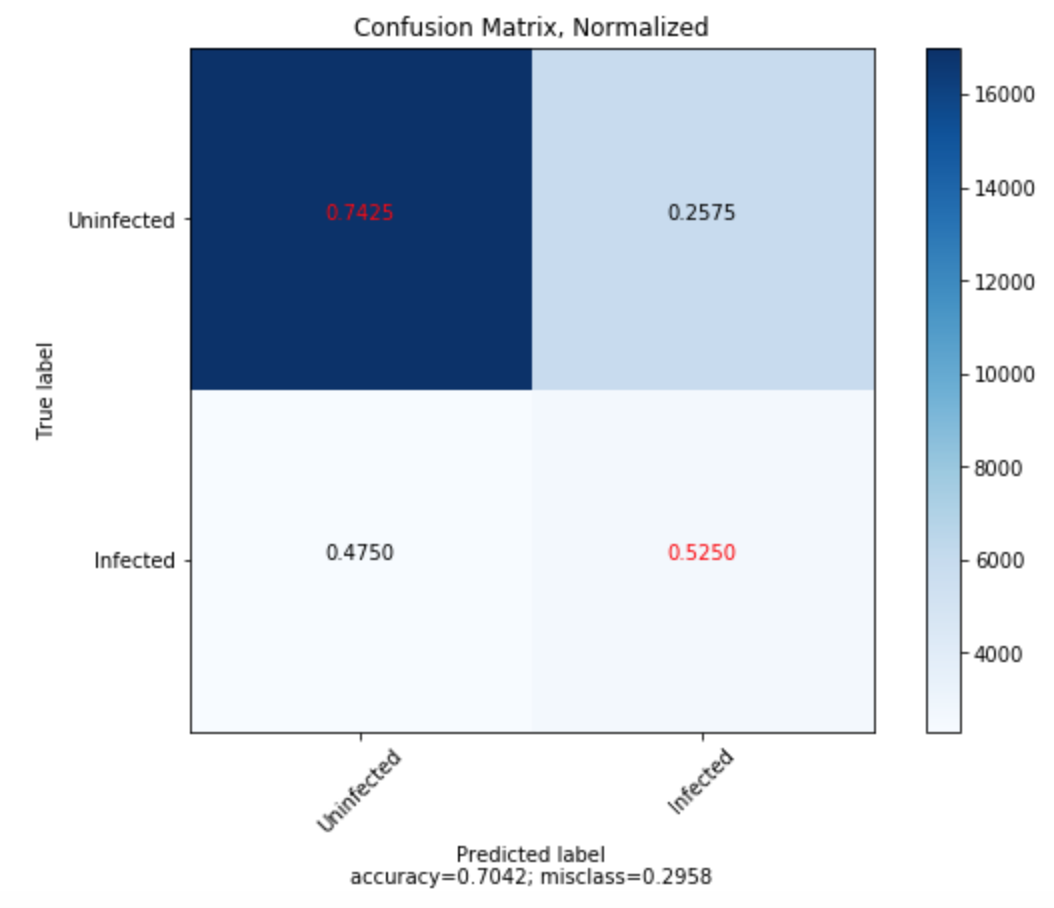 Confusion Matrix, Normalized
16000
14000
12000
10000
8000
6000
4000
True label
Uninfected
0.7425
0.2575
Infected
0.4750
0.5250
Uninfected
Infected
Predicted label
accuracy=0.7042; misclass=0.2958